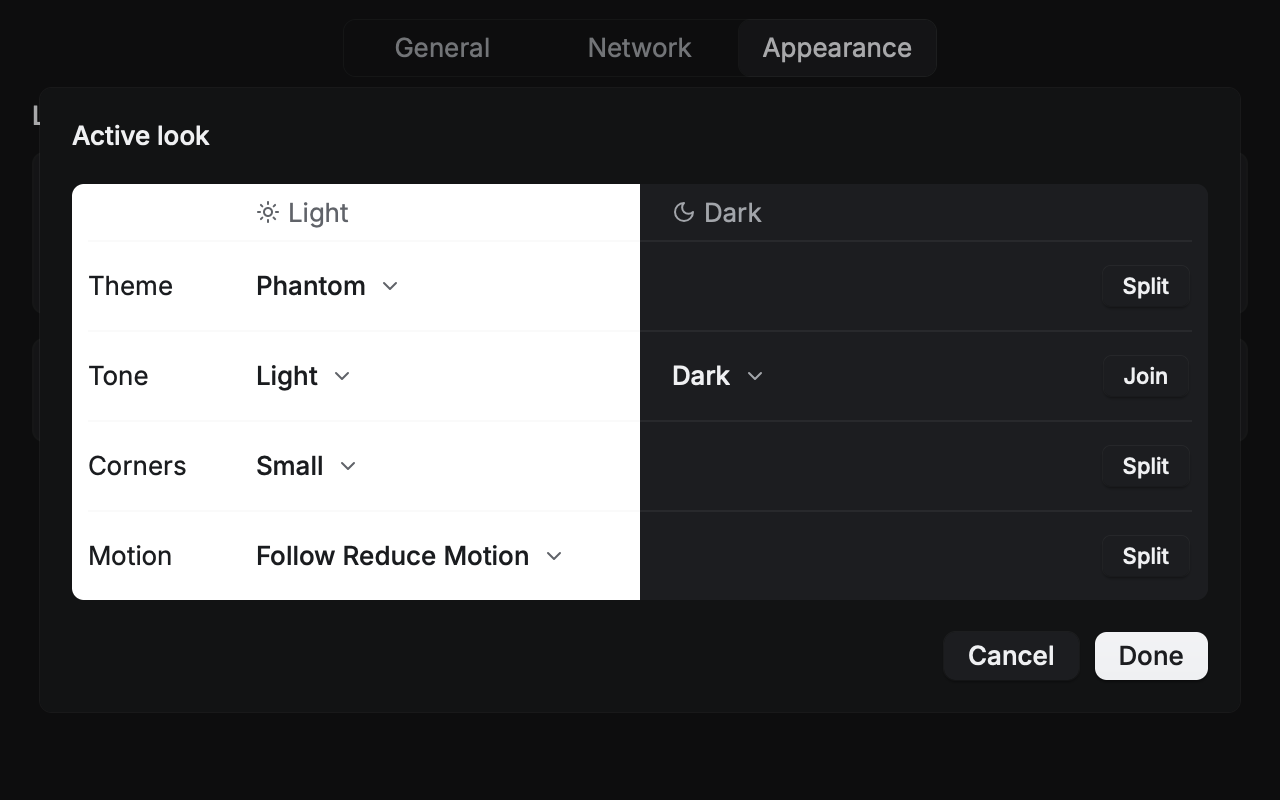 General Network Appearance
L
Active look
Light Dark
Theme Phantom Split
Tone Light Dark Join
Corners Small Split
Motion Follow Reduce Motion Split
Cancel Done